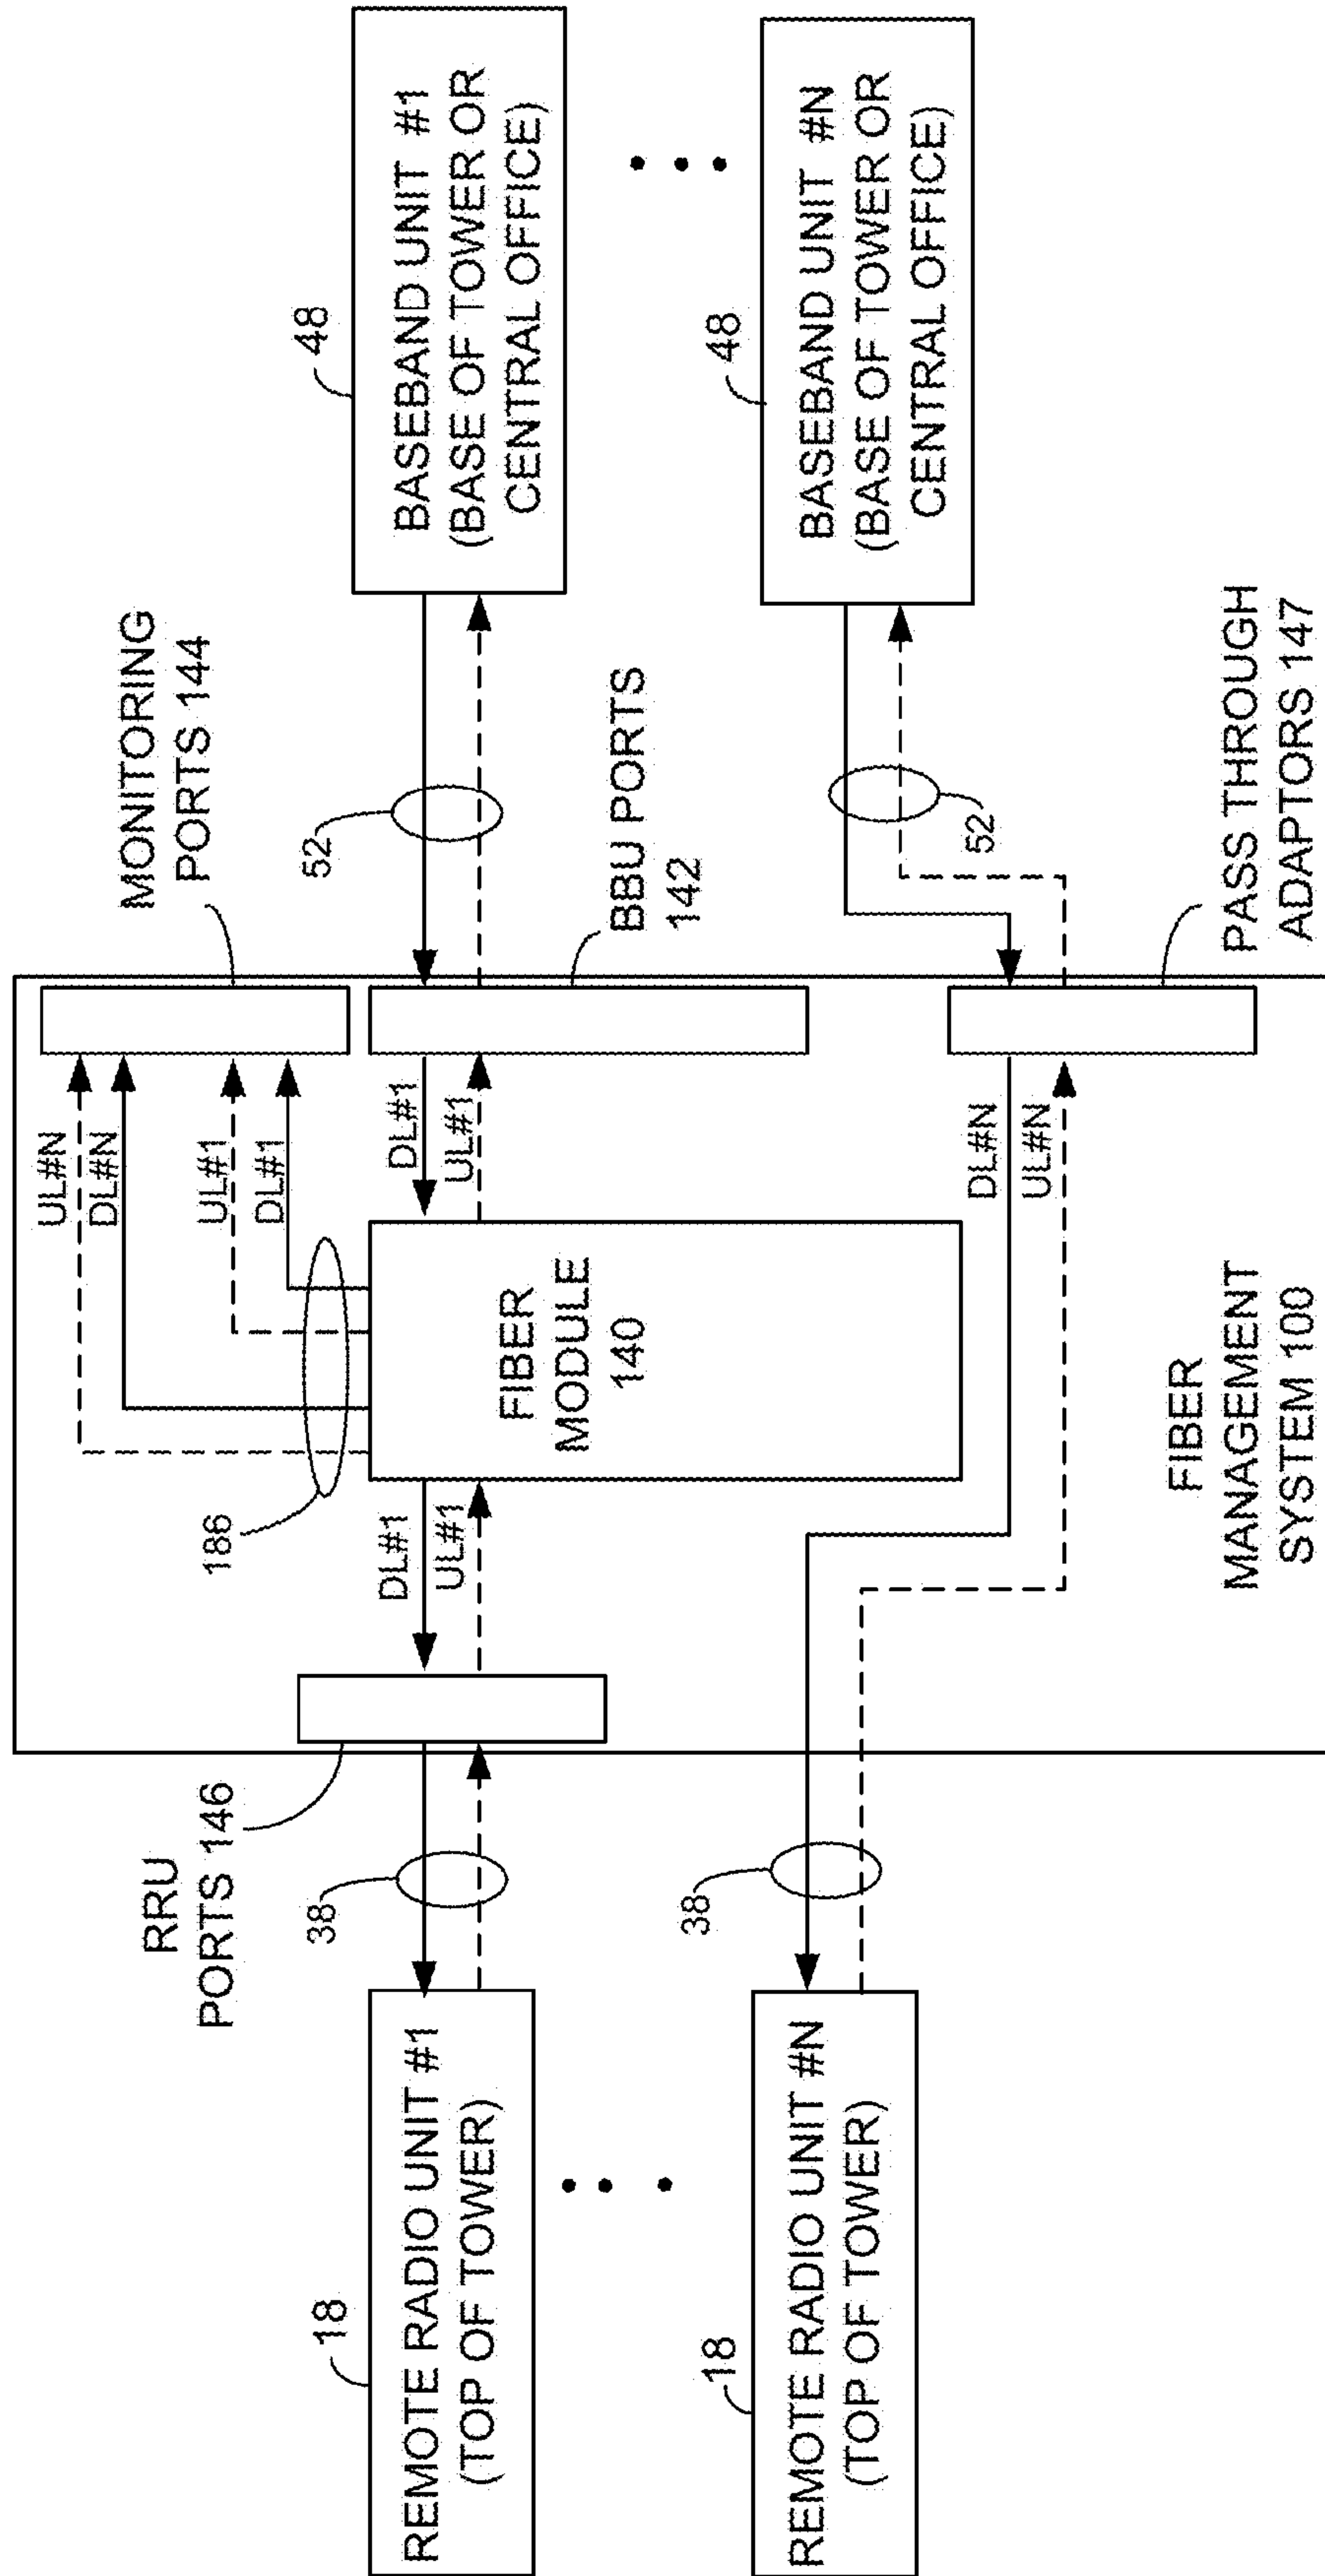 REMOTE RADIO UNIT #1
(TOP OF TOWER)
18
REMOTE RADIO UNIT #N
(TOP OF TOWER)
18
RRU
PORTS 146
38
38
186
DL#1
UL#1
FIBER
MODULE
140
UL#N
DL#N
UL#1
DL#1
DL#1
UL#1
DL#N
UL#N
FIBER
MANAGEMENT
SYSTEM 100
MONITORING
PORTS 144
52
BBU PORTS
142
52
PASS THROUGH
ADAPTORS 147
48
BASEBAND UNIT #1
(BASE OF TOWER OR
CENTRAL OFFICE)
48
BASEBAND UNIT #N
(BASE OF TOWER OR
CENTRAL OFFICE)